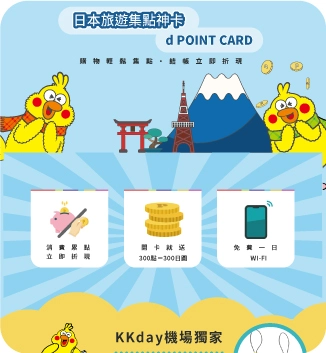 日本旅遊集點神卡
d POINT CARD
購物輕鬆集點・結帳立即折現
消費累點
立即折現
開卡就送
300點=300日圓
免費一日
WI-FI
KKday機場獨家